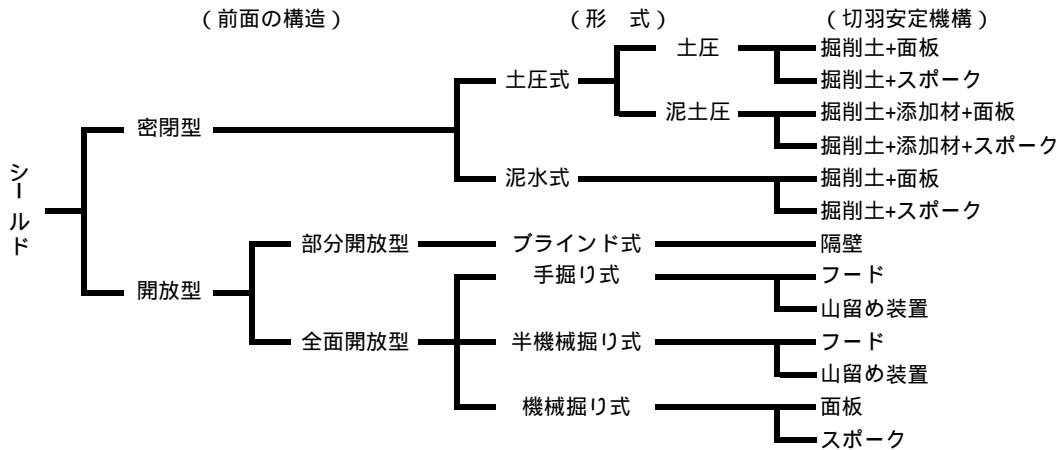 （前面の構造）
（形　式）
（切羽安定機構）
シールド
密閉型
土圧式
土圧
掘削土+面板
掘削土+スポーク
泥土圧
掘削土+添加材+面板
掘削土+添加材+スポーク
泥水式
掘削土+面板
掘削土+スポーク
開放型
部分開放型
ブラインド式
隔壁
全面開放型
手掘り式
フード
山留め装置
半機械掘り式
フード
山留め装置
機械掘り式
面板
スポーク